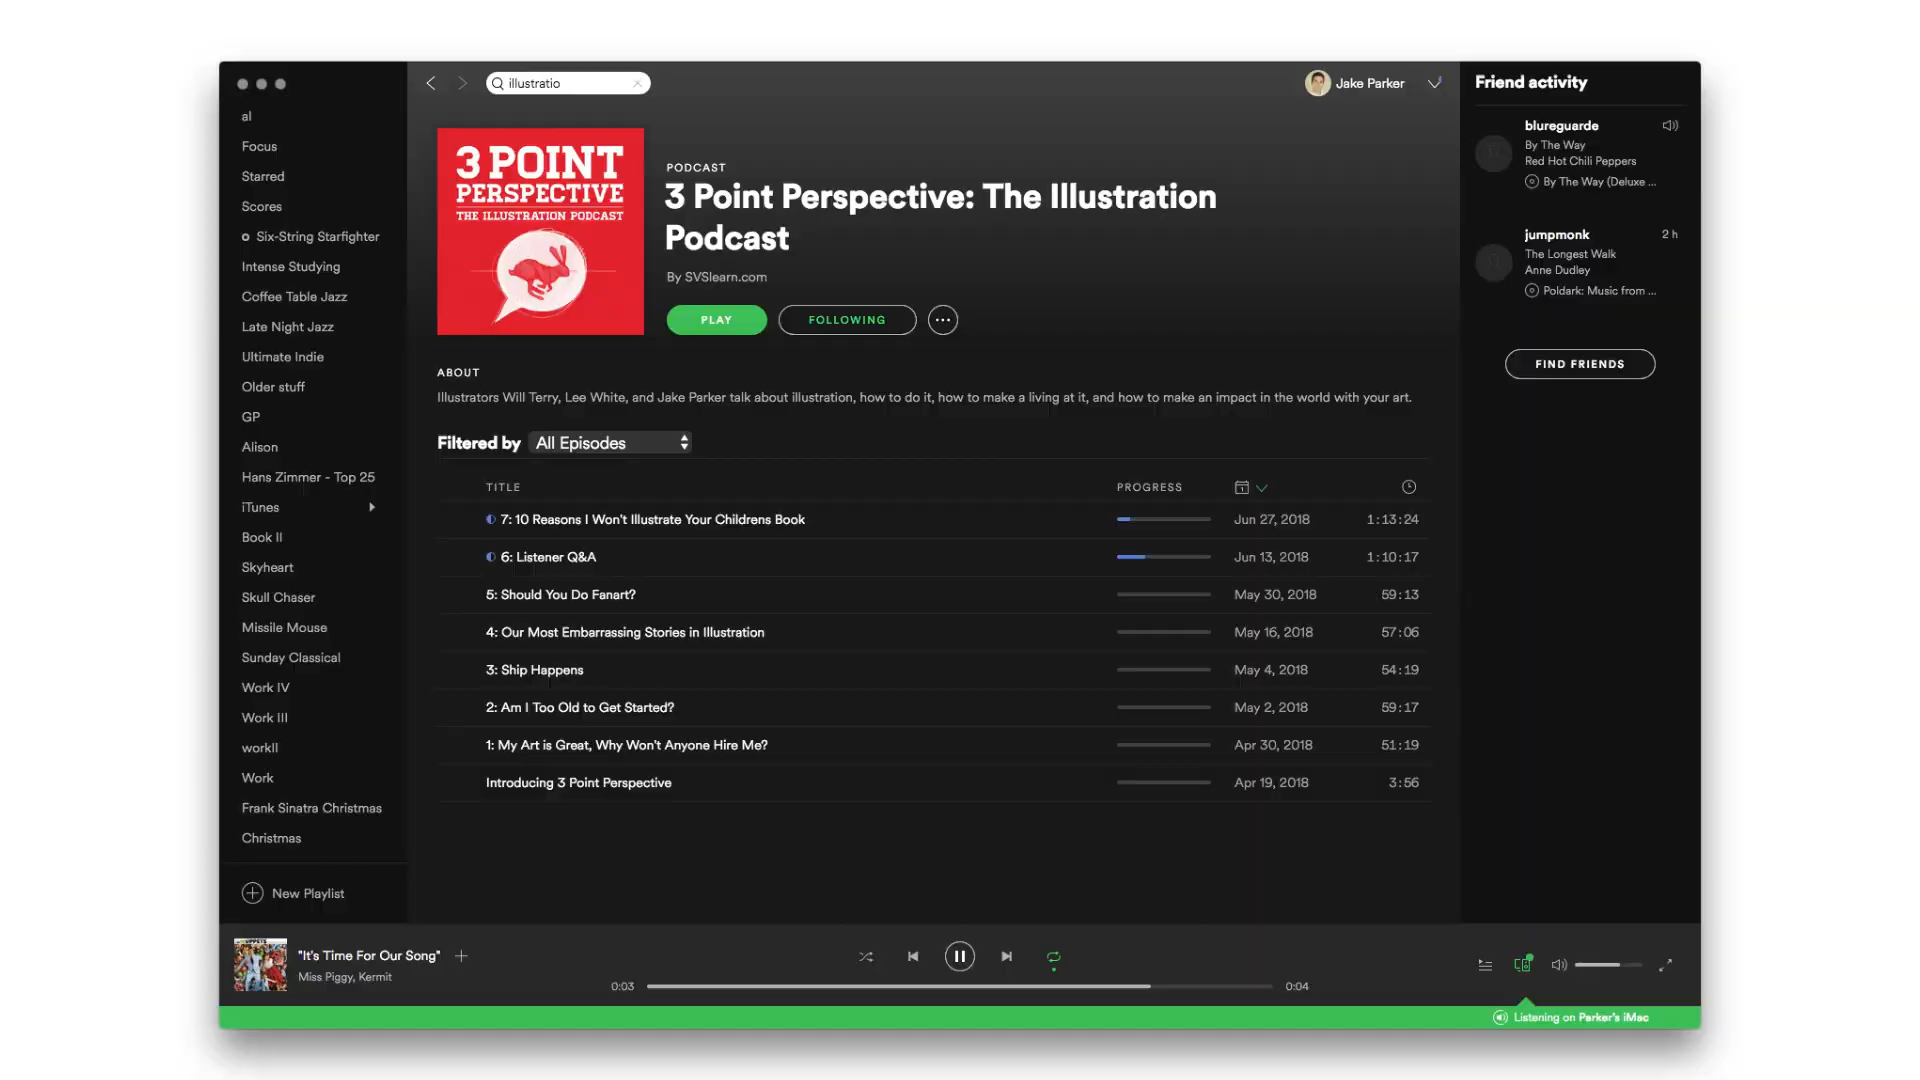 al
Focus
Starred
Scores
Six-String Starfighter
Intense Studying
Coffee Table Jazz
Late Night Jazz
Ultimate Indie
Older stuff
GP
Alison
Hans Zimmer - Top 25
iTunes
Book II
Skyheart
Skull Chaser
Missile Mouse
Sunday Classical
Work IV
Work III
workII
Work
Frank Sinatra Christmas
Christmas
New Playlist
illustratio
Jake Parker
3 POINT
PERSPECTIVE
THE ILLUSTRATION PODCAST
PODCAST
3 Point Perspective: The Illustration
Podcast
By SVSlearn.com
PLAY
FOLLOWING
ABOUT
Illustrators Will Terry, Lee White, and Jake Parker talk about illustration, how to do it, how to make a living at it, and how to make an impact in the world with your art.
Filtered by All Episodes
TITLE PROGRESS
7: 10 Reasons I Won't Illustrate Your Childrens Book Jun 27, 2018 1:13:24
6: Listener Q&A Jun 13, 2018 1:10:17
5: Should You Do Fanart? May 30, 2018 59:13
4: Our Most Embarrassing Stories in Illustration May 16, 2018 57:06
3: Ship Happens May 4, 2018 54:19
2: Am I Too Old to Get Started? May 2, 2018 59:17
1: My Art is Great, Why Won't Anyone Hire Me? Apr 30, 2018 51:19
Introducing 3 Point Perspective Apr 19, 2018 3:56
Friend activity
blureguarde
By The Way
Red Hot Chili Peppers
By The Way (Deluxe ...
jumpmonk 2 h
The Longest Walk
Anne Dudley
Poldark: Music from ...
FIND FRIENDS
"It's Time For Our Song"
Miss Piggy, Kermit
0:03 0:04
Listening on Parker's iMac